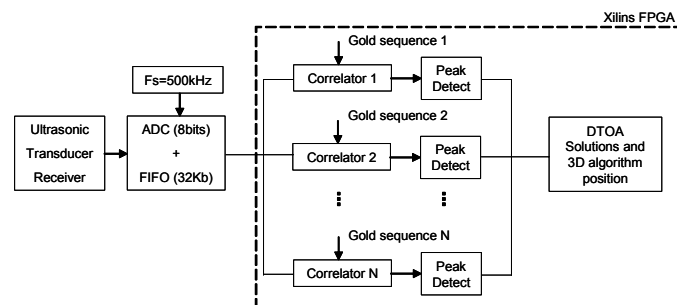 Xilins FPGA
Gold sequence 1
Fs=500kHz
Correlator 1
Peak
Detect
Ultrasonic
Transducer
Receiver
ADC (8bits)
+
FIFO (32Kb)
Gold sequence 2
Correlator 2
Peak
Detect
DTOA
Solutions and
3D algorithm
position
Gold sequence N
Correlator N
Peak
Detect